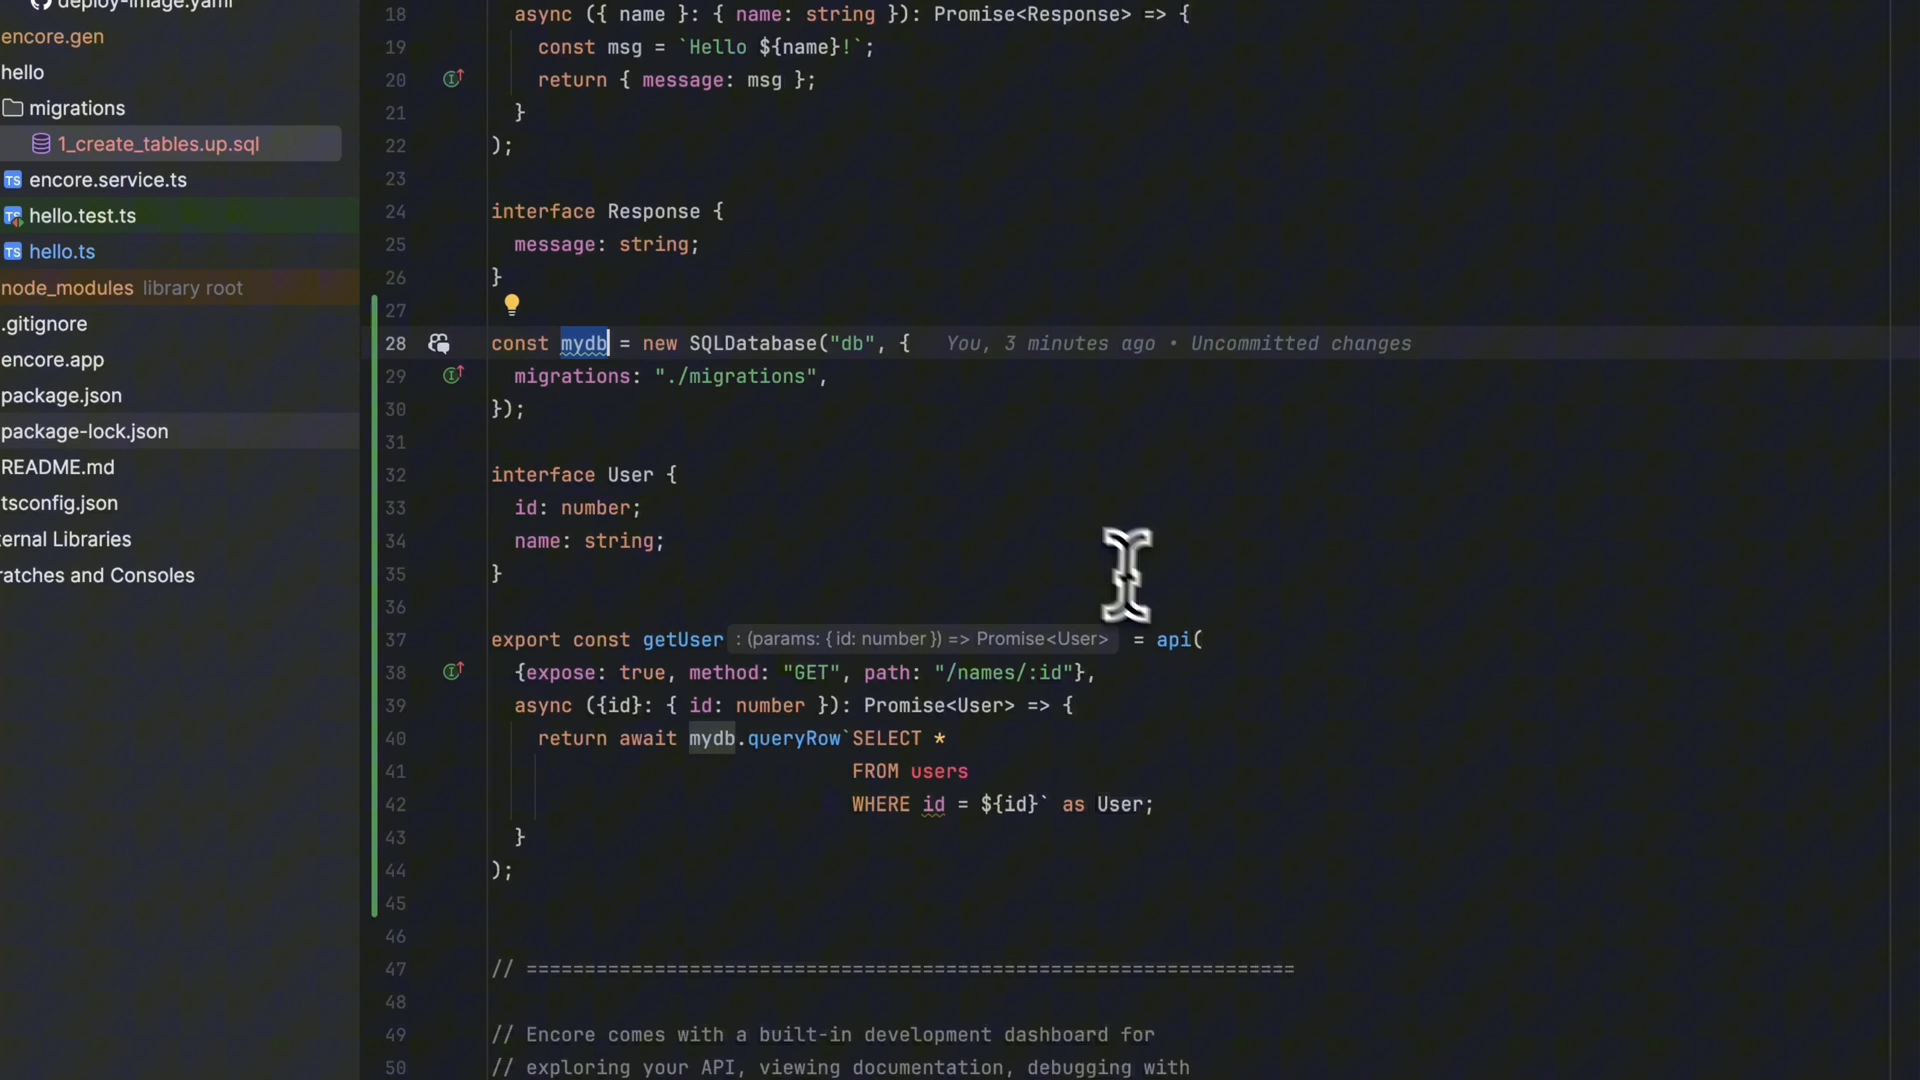 deploy-image.yaml
encore.gen
hello
migrations
1_create_tables.up.sql
encore.service.ts
hello.test.ts
hello.ts
node_modules library root
.gitignore
encore.app
package.json
package-lock.json
README.md
tsconfig.json
ernal Libraries
ratches and Consoles
18 async ({ name }: { name: string }): Promise<Response> => {
19 const msg = `Hello ${name}!`;
20 return { message: msg };
21 }
22 );
23
24 interface Response {
25 message: string;
26 }
27
28 const mydb = new SQLDatabase("db", { You, 3 minutes ago • Uncommitted changes
29 migrations: "./migrations",
30 });
31
32 interface User {
33 id: number;
34 name: string;
35 }
36
37 export const getUser : (params: { id: number }) => Promise<User> = api(
38 {expose: true, method: "GET", path: "/names/:id"},
39 async ({id}: { id: number }): Promise<User> => {
40 return await mydb.queryRow`SELECT *
41 FROM users
42 WHERE id = ${id}` as User;
43 }
44 );
45
46
47 // ==================================================================
48
49 // Encore comes with a built-in development dashboard for
50 // exploring your API, viewing documentation, debugging with